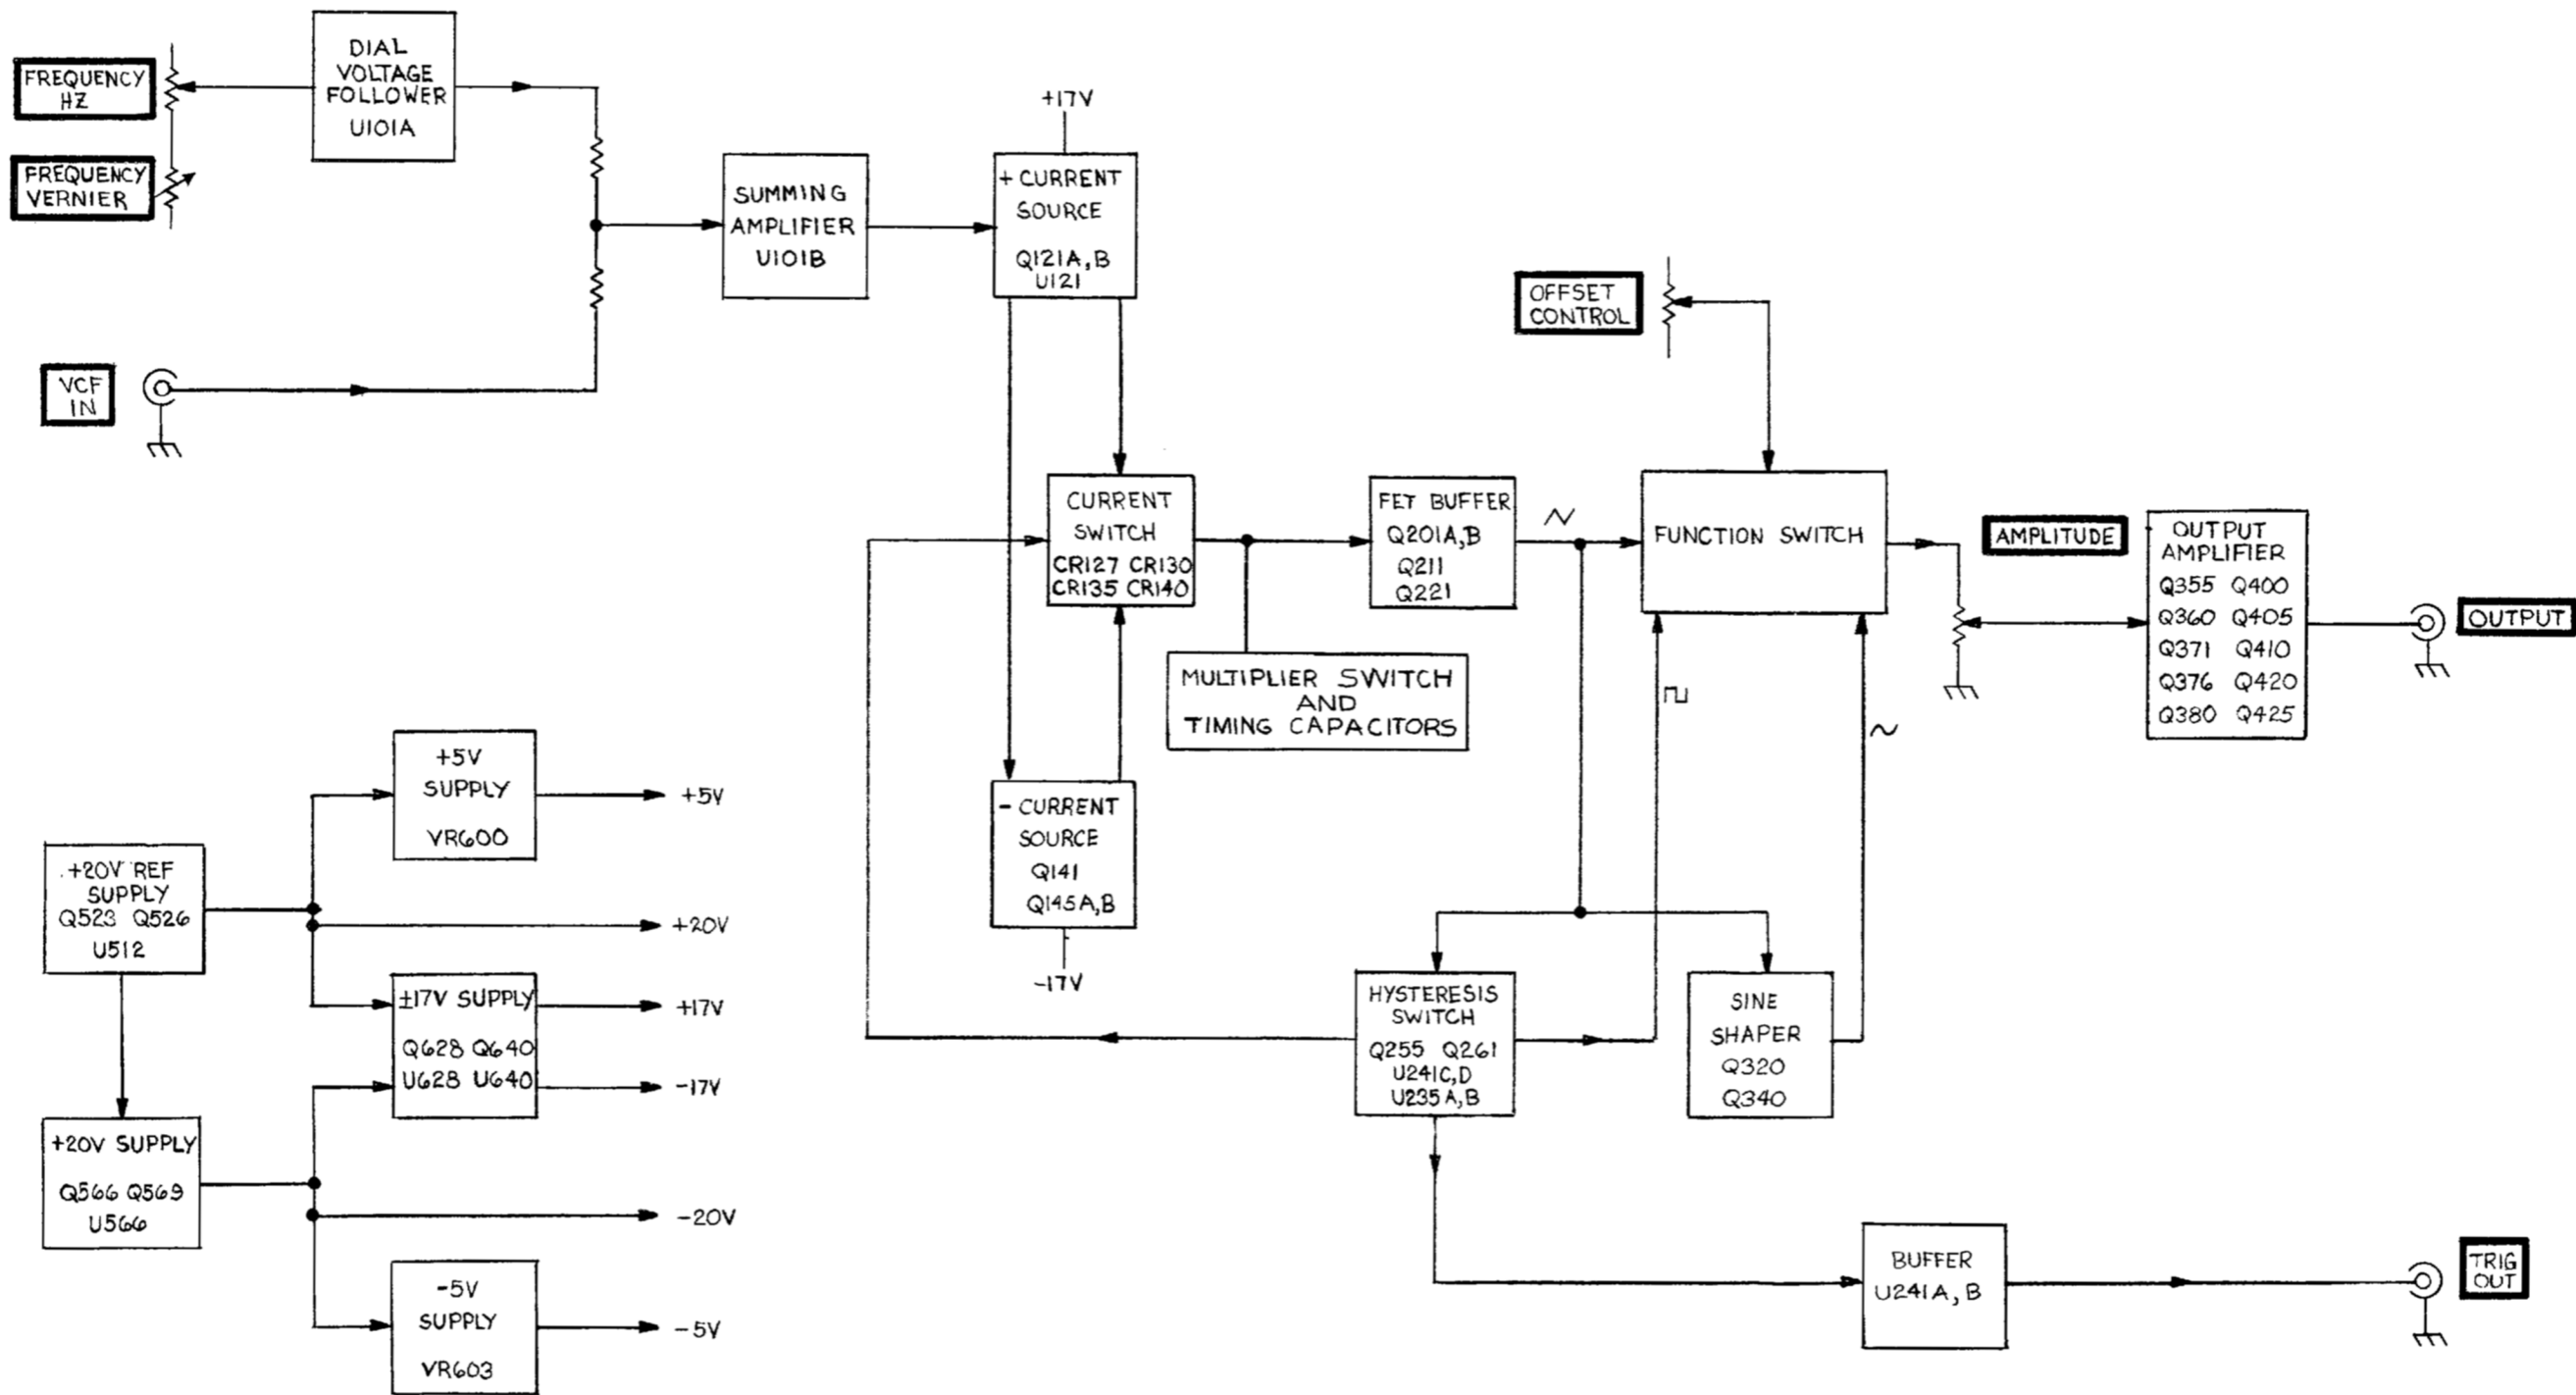 FREQUENCY
HZ
FREQUENCY
VERNIER
DIAL
VOLTAGE
FOLLOWER
U101A
VCF
IN
SUMMING
AMPLIFIER
U101B
+17V
+ CURRENT
SOURCE
Q121A, B
U121
OFFSET
CONTROL
CURRENT
SWITCH
CR127 CR130
CR135 CR140
FET BUFFER
Q201A, B
Q211
Q221
FUNCTION SWITCH
AMPLITUDE
OUTPUT
AMPLIFIER
Q355 Q400
Q360 Q405
Q371 Q410
Q376 Q420
Q380 Q425
OUTPUT
MULTIPLIER SWITCH
AND
TIMING CAPACITORS
- CURRENT
SOURCE
Q141
Q145A, B
-17V
+5V
SUPPLY
VR600
+5V
+20V REF
SUPPLY
Q523 Q526
U512
+20V
±17V SUPPLY
Q628 Q640
U628 U640
+17V
-17V
+20V SUPPLY
Q566 Q569
U566
-20V
-5V
SUPPLY
VR603
-5V
HYSTERESIS
SWITCH
Q255 Q261
U241C, D
U235A, B
SINE
SHAPER
Q320
Q340
BUFFER
U241A, B
TRIG
OUT